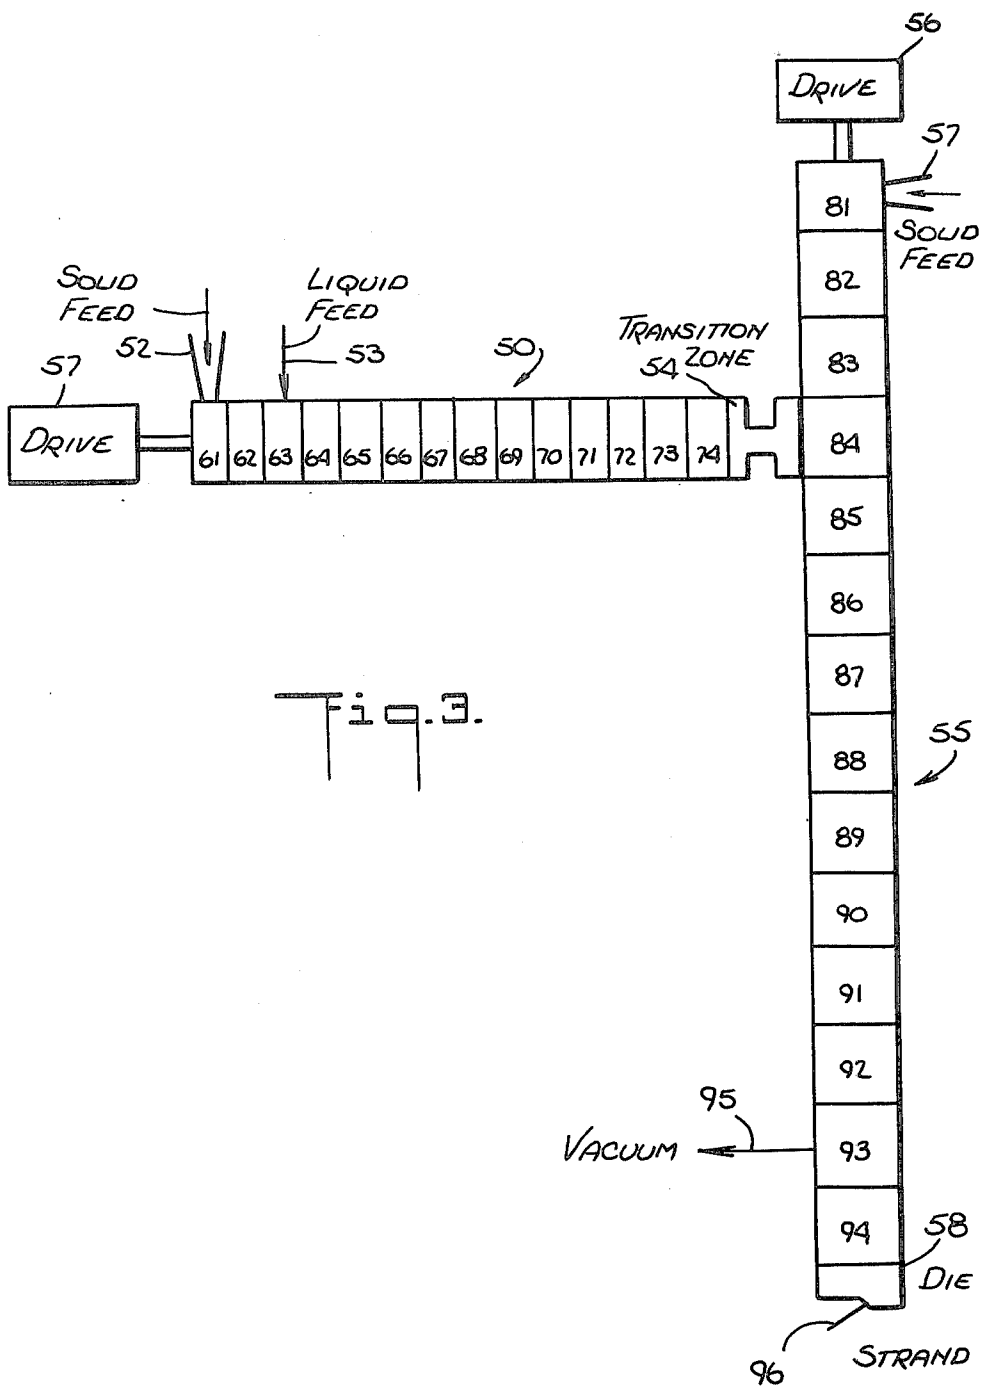 56
DRIVE
57
81
SOLID
FEED
82
SOLID
FEED
LIQUID
FEED
TRANSITION
ZONE
83
52
53
50
54
57
DRIVE
61 62 63 64 65 66 67 68 69 70 71 72 73 74
84
85
86
87
Fig.3.
88
55
89
90
91
92
95
VACUUM
93
94
58
DIE
96
STRAND